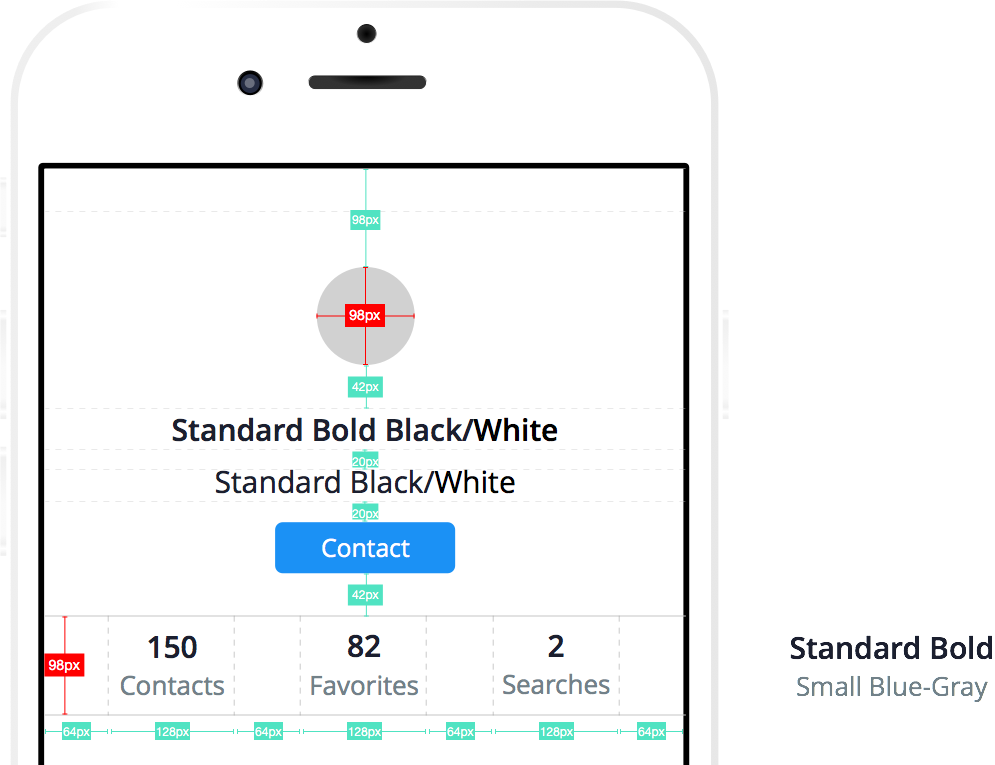 98px
98px
42px
Standard Bold Black/White
20px
Standard Black/White
20px
Contact
42px
150 82 2
98px
Contacts Favorites Searches
64px 128px 64px 128px 64px 128px 64px
Standard Bold
Small Blue-Gray